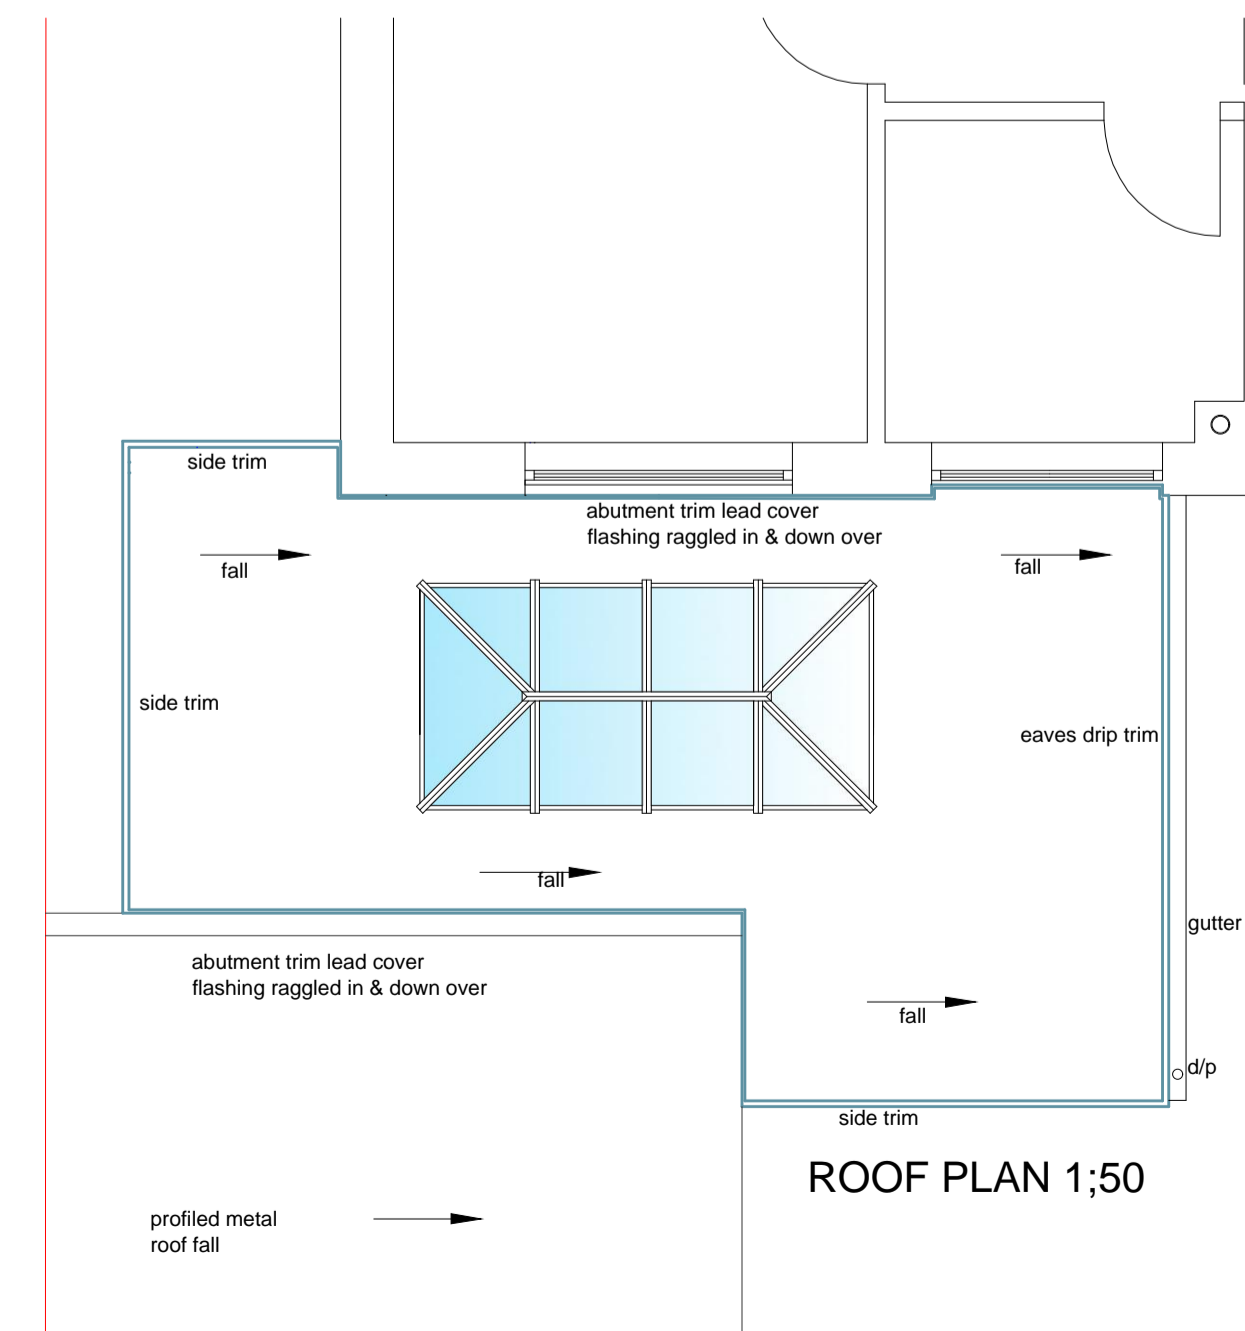 side trim
abutment trim lead cover
flashing raggled in & down over
fall
fall
side trim
eaves drip trim
fall
gutter
abutment trim lead cover
flashing raggled in & down over
fall
d/p
side trim
ROOF PLAN 1;50
profiled metal
roof fall